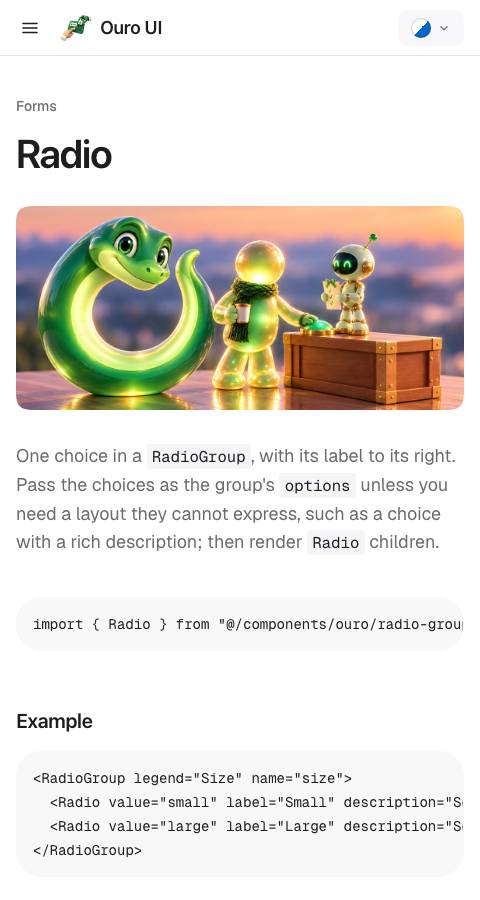 Ouro UI
Forms
Radio
One choice in a RadioGroup, with its label to its right.
Pass the choices as the group's options unless you
need a layout they cannot express, such as a choice
with a rich description; then render Radio children.
import { Radio } from "@/components/ouro/radio-grou
Example
<RadioGroup legend="Size" name="size">
<Radio value="small" label="Small" description="S
<Radio value="large" label="Large" description="S
</RadioGroup>